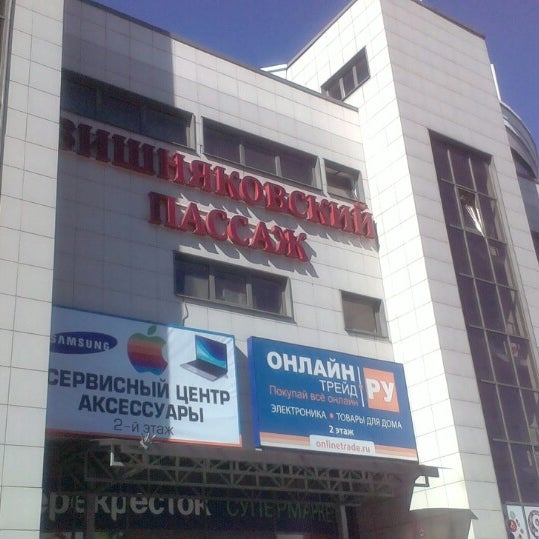 ВИШНЯКОВСКИЙ
ПАССАЖ
SAMSUNG
СЕРВИСНЫЙ ЦЕНТР
АКСЕССУАРЫ
2-й этаж
ОНЛАЙН
ТРЕЙД
РУ
Покупай всё онлайн
ЭЛЕКТРОНИКА • ТОВАРЫ ДЛЯ ДОМА
2 этаж
onlinetrade.ru
ерекресток СУПЕРМАРКЕТ